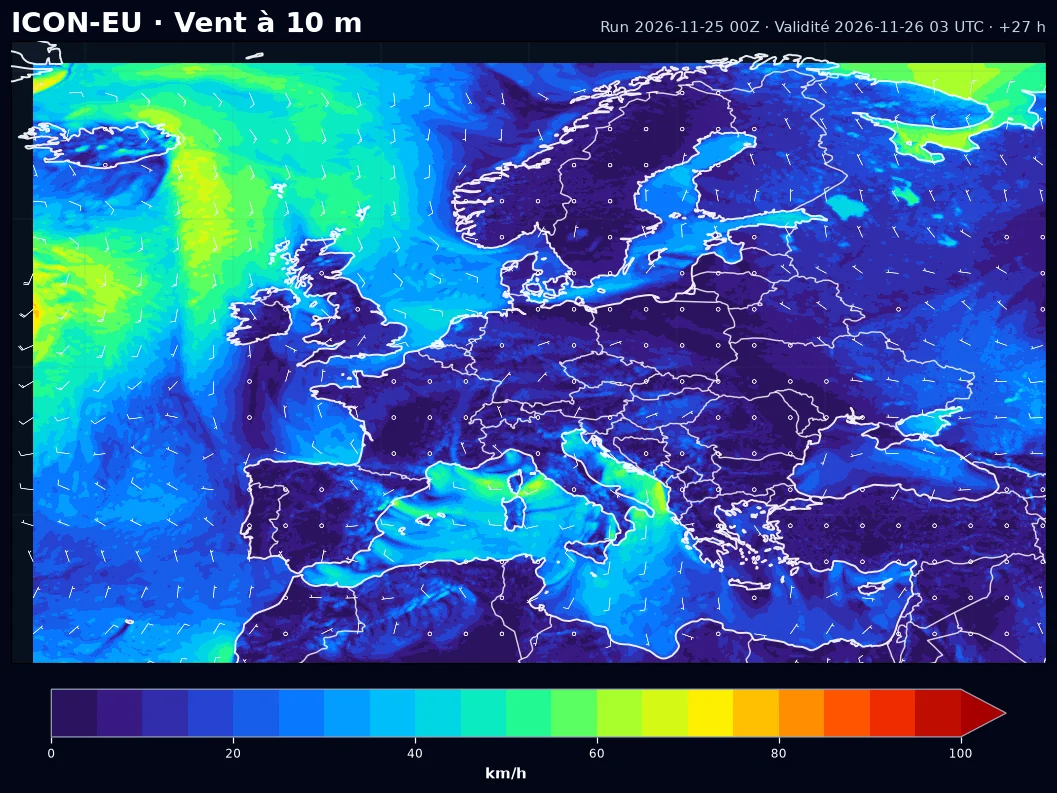 ICON-EU · Vent à 10 m
Run 2026-11-25 00Z · Validité 2026-11-26 03 UTC · +27 h
0 20 40 60 80 100
km/h